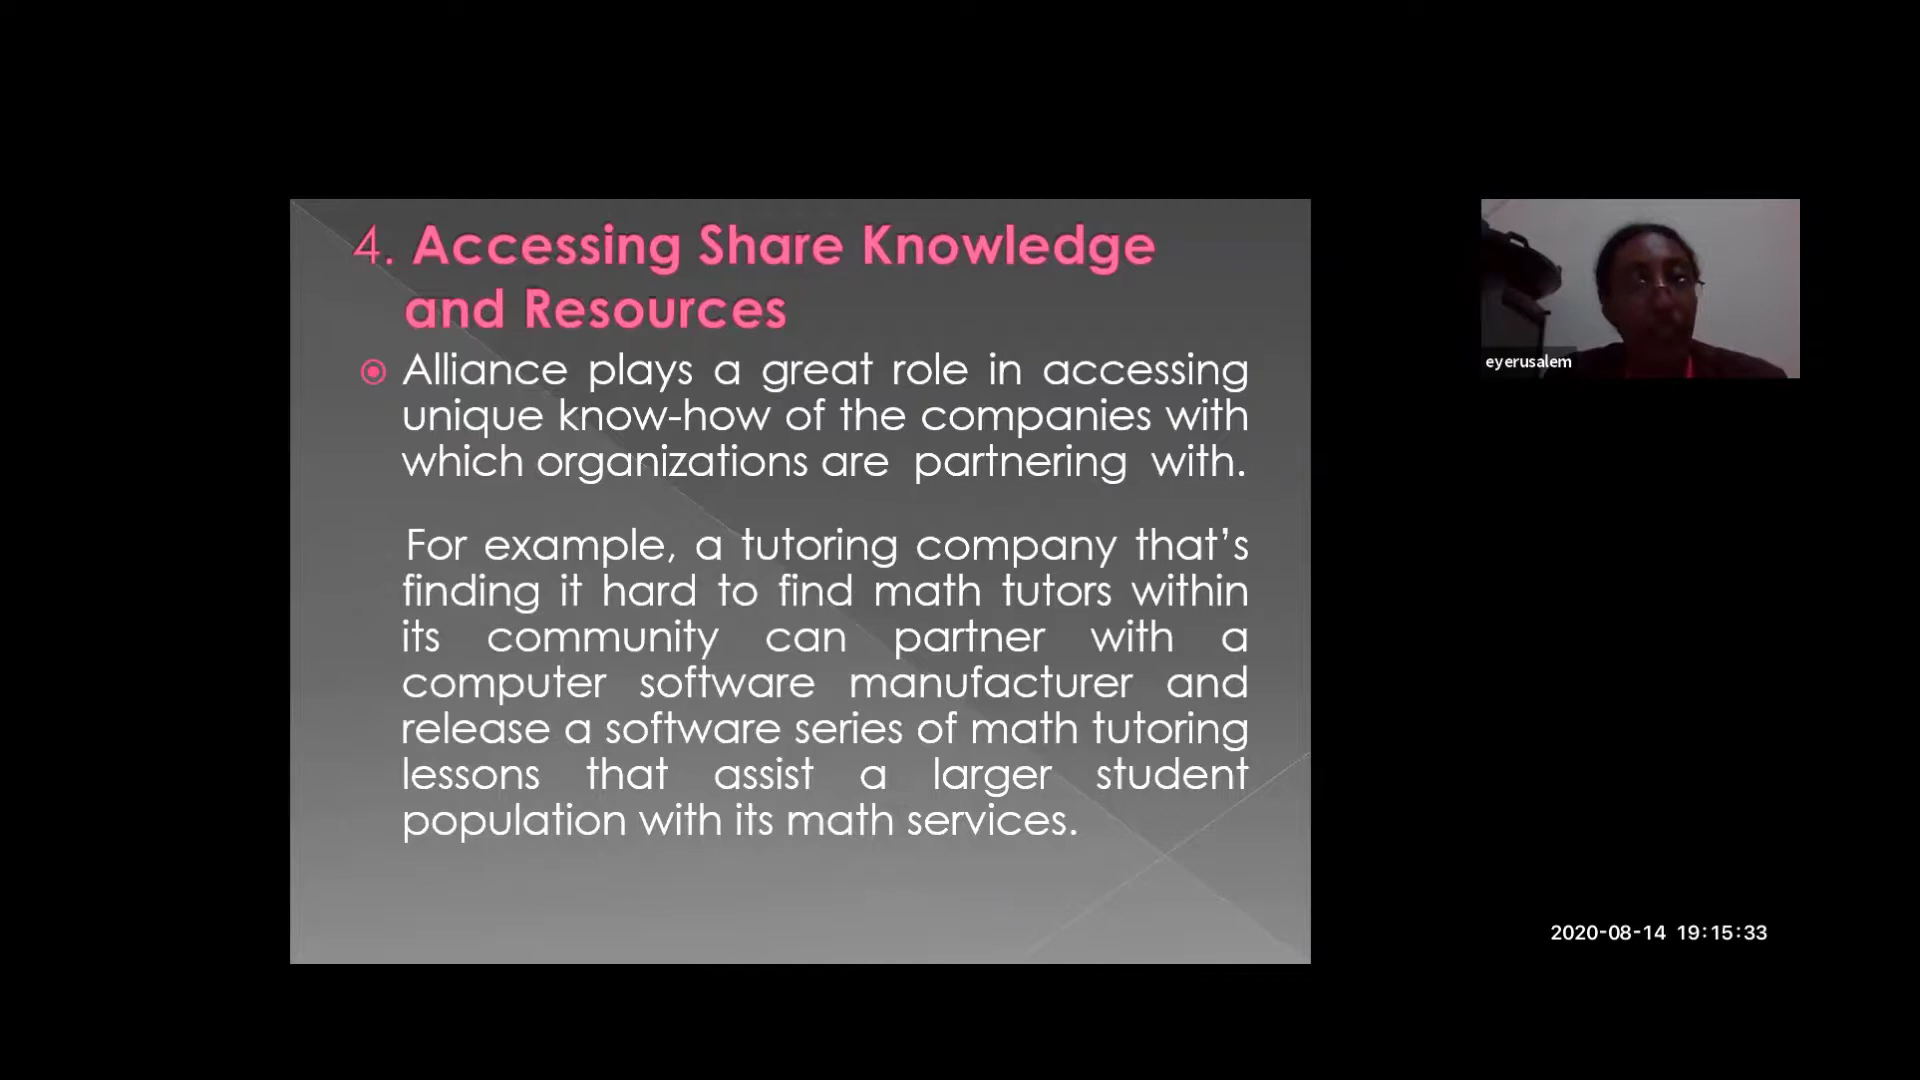 4. Accessing Share Knowledge
and Resources
Alliance plays a great role in accessing
unique know-how of the companies with
which organizations are partnering with.
For example, a tutoring company that’s
finding it hard to find math tutors within
its community can partner with a
computer software manufacturer and
release a software series of math tutoring
lessons that assist a larger student
population with its math services.
eyerusalem
2020-08-14 19:15:33